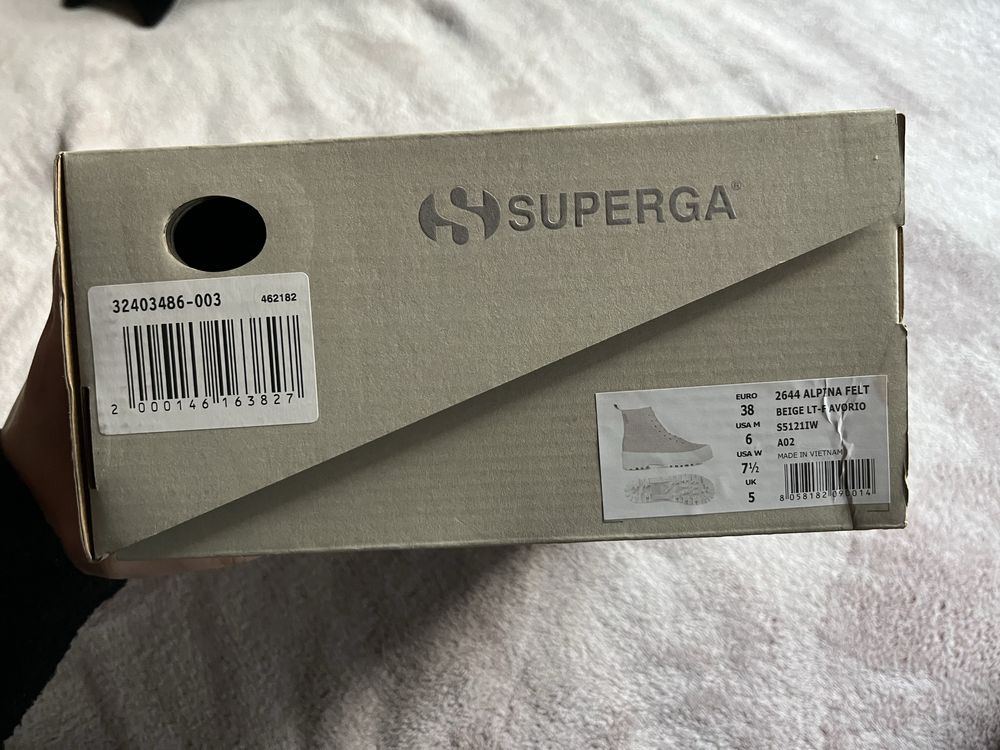 SUPERGA®
32403486-003 462182
2 000146 163827
EURO
38
USA M
6
USA W
7½
UK
5
2644 ALPINA FELT
BEIGE LT-FAVORIO
S5121IW
A02
MADE IN VIETNAM
8 058182 090014